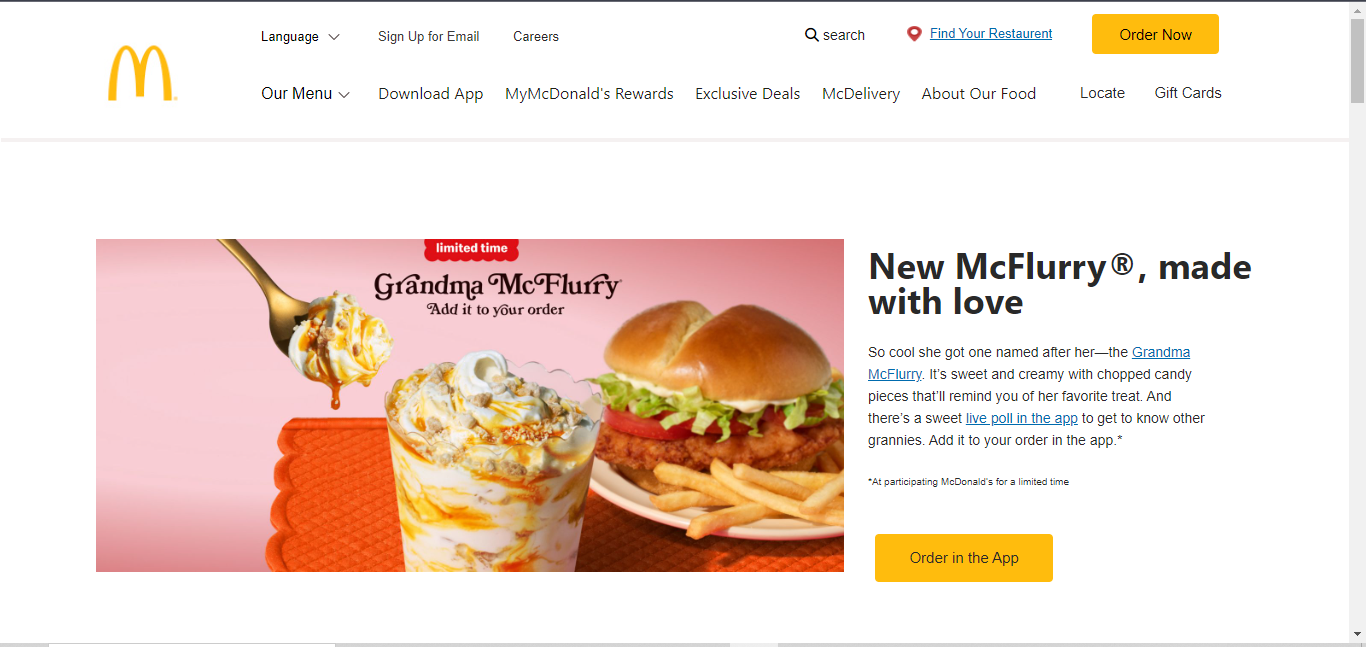 Language
Sign Up for Email
Careers
search
Find Your Restaurent
Order Now
Our Menu
Download App
MyMcDonald's Rewards
Exclusive Deals
McDelivery
About Our Food
Locate
Gift Cards
limited time
Grandma McFlurry
Add it to your order
New McFlurry®, made
with love
So cool she got one named after her—the Grandma
McFlurry. It’s sweet and creamy with chopped candy
pieces that’ll remind you of her favorite treat. And
there’s a sweet live poll in the app to get to know other
grannies. Add it to your order in the app.*
*At participating McDonald's for a limited time
Order in the App